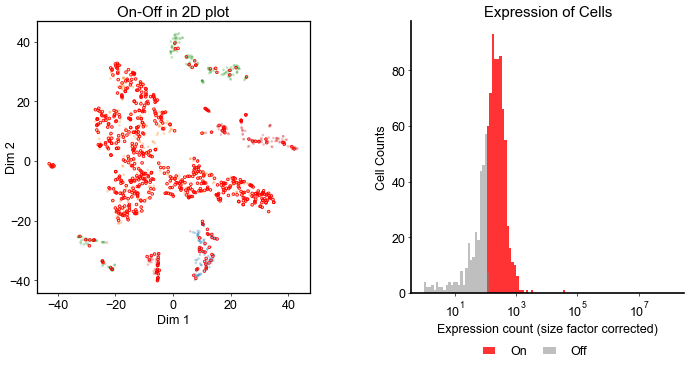 On-Off in 2D plot
Dim 2
40
20
0
−20
−40
−40 −20 0 20 40
Dim 1
Expression of Cells
Cell Counts
80
60
40
20
0
10^1 10^3 10^5 10^7
Expression count (size factor corrected)
On Off